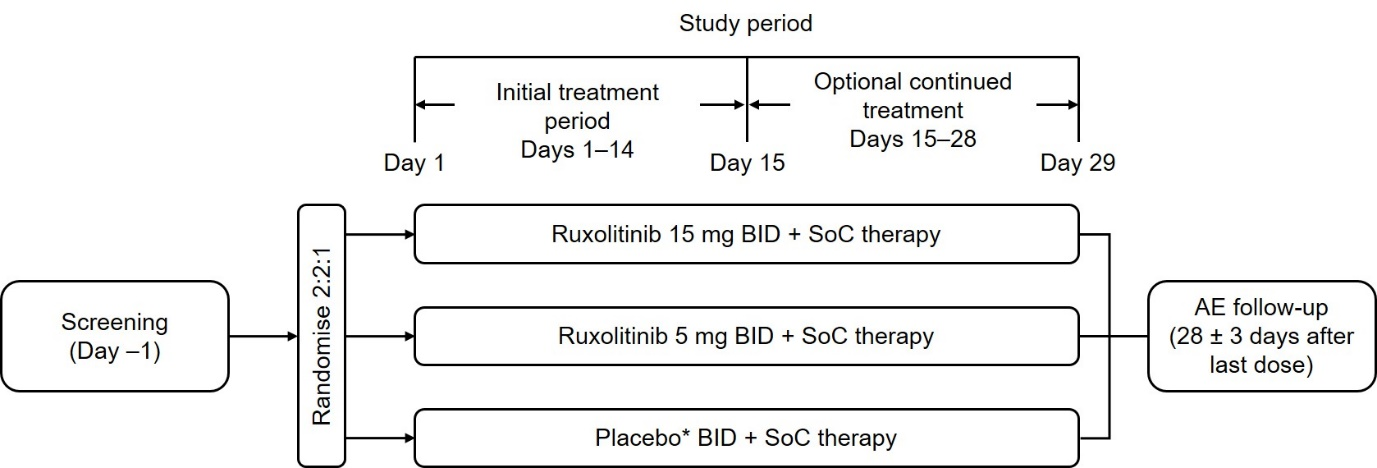 Study period
Initial treatment
period
Days 1–14
Optional continued
treatment
Days 15–28
Day 1
Day 15
Day 29
Screening
(Day –1)
Randomise 2:2:1
Ruxolitinib 15 mg BID + SoC therapy
Ruxolitinib 5 mg BID + SoC therapy
Placebo* BID + SoC therapy
AE follow-up
(28 ± 3 days after
last dose)